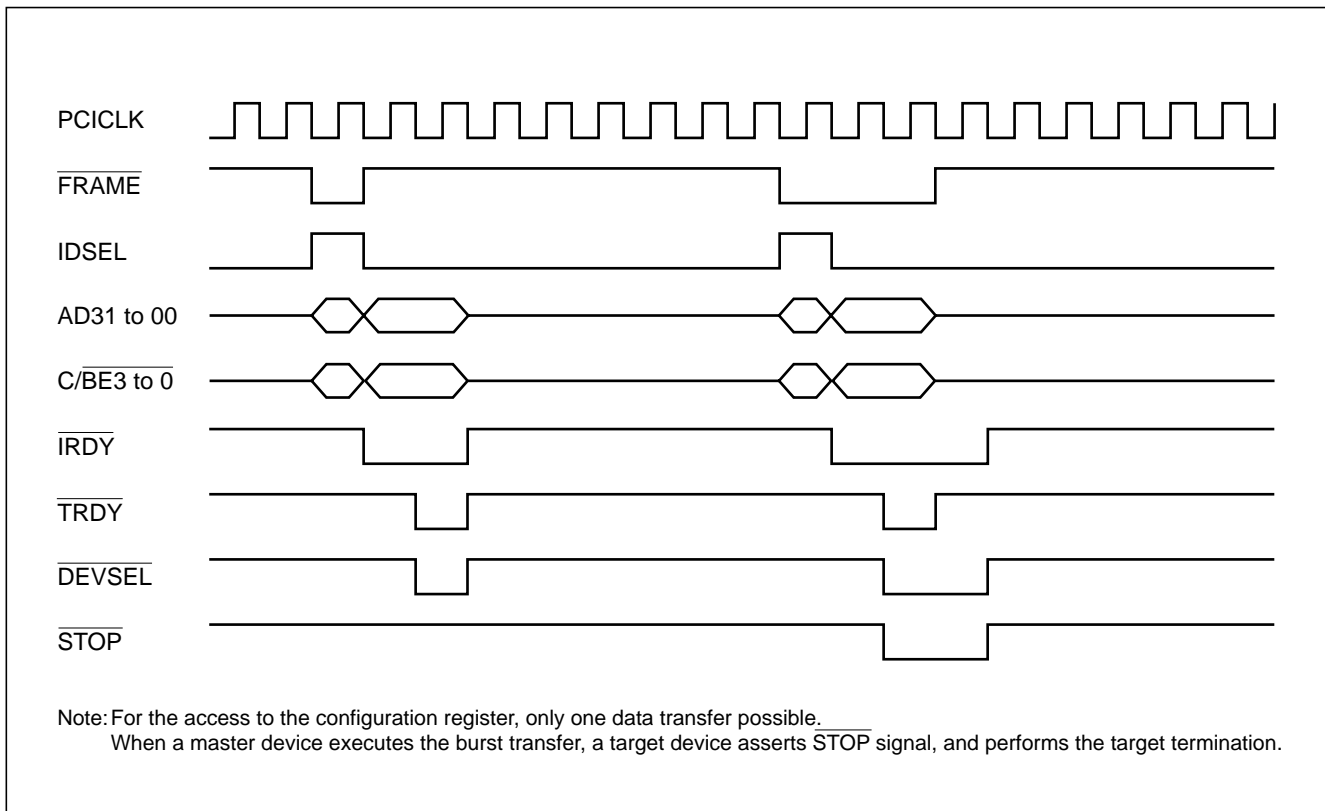 PCICLK
FRAME
IDSEL
AD31 to 00
C/BE3 to 0
IRDY
TRDY
DEVSEL
STOP
Note: For the access to the configuration register, only one data transfer possible.
When a master device executes the burst transfer, a target device asserts STOP signal, and performs the target termination.